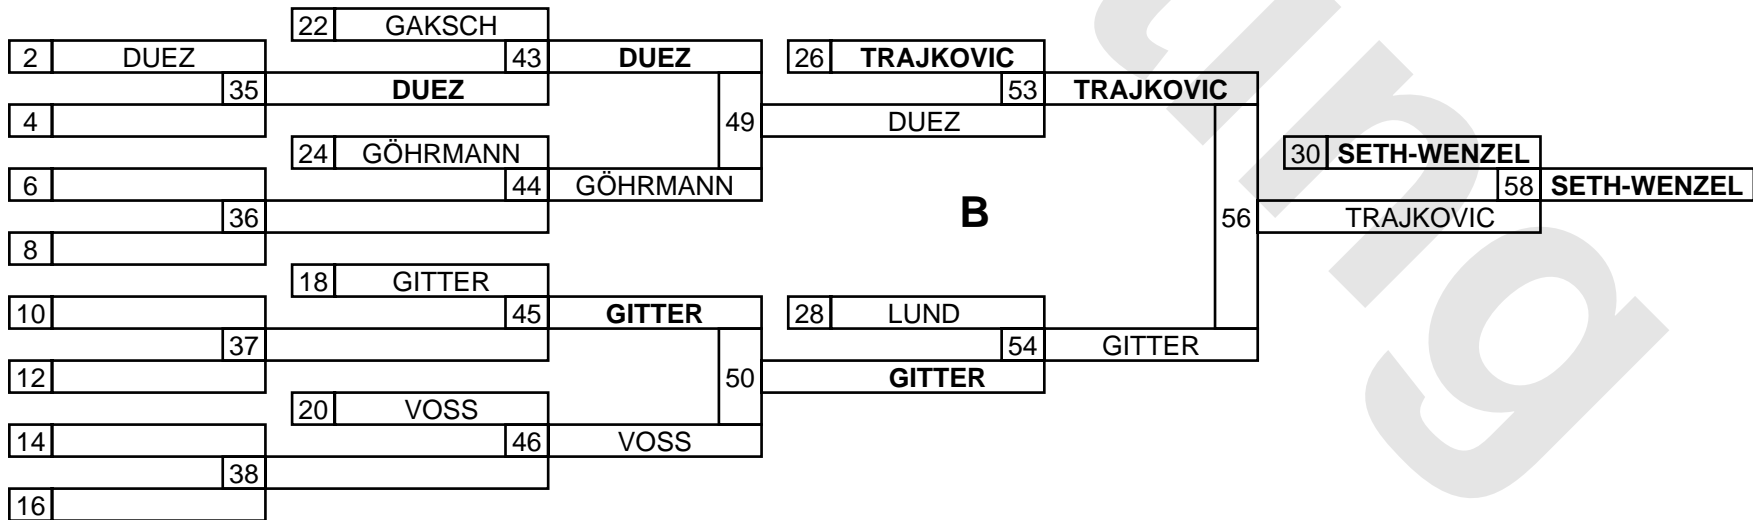 22 GAKSCH
2 DUEZ 43 DUEZ 26 TRAJKOVIC
35 DUEZ 53 TRAJKOVIC
4 49 DUEZ
24 GÖHRMANN 30 SETH-WENZEL
6 44 GÖHRMANN 58 SETH-WENZEL
36 B 56 TRAJKOVIC
8
18 GITTER
10 45 GITTER 28 LUND
37 54 GITTER
12 50 GITTER
20 VOSS
14 46 VOSS
38
16
ung